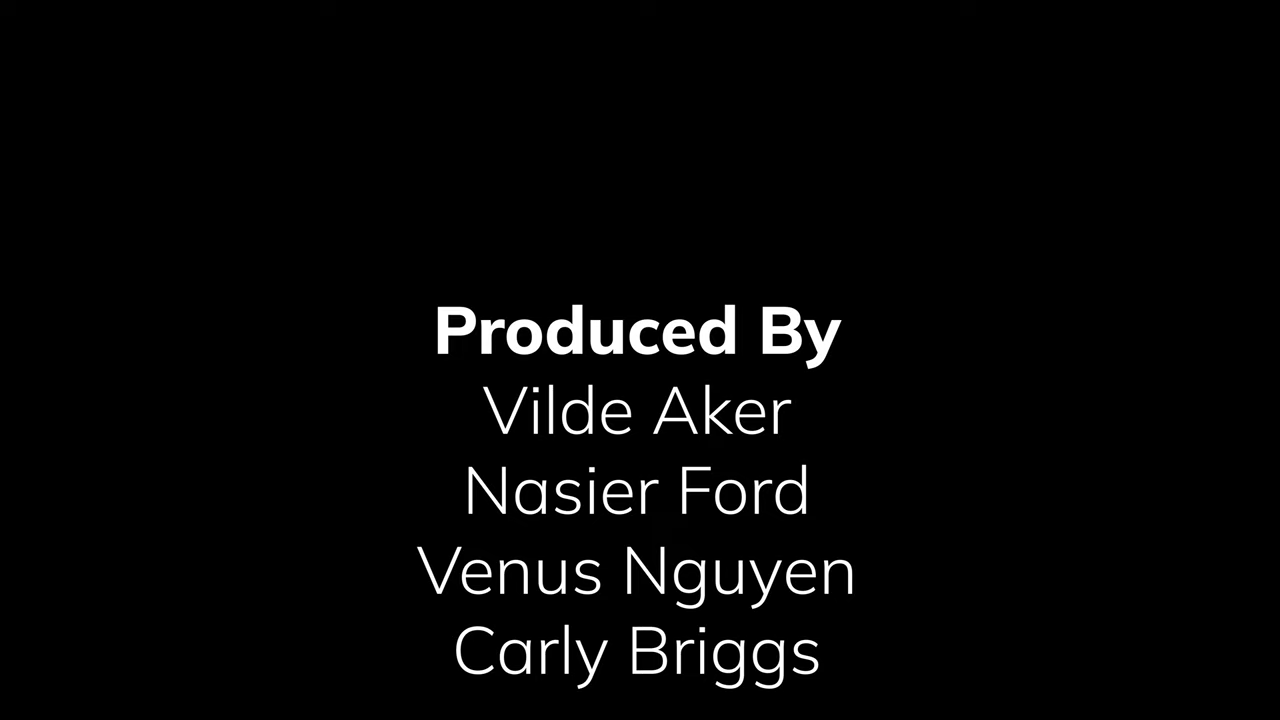 Produced By
Vilde Aker
Nasier Ford
Venus Nguyen
Carly Briggs